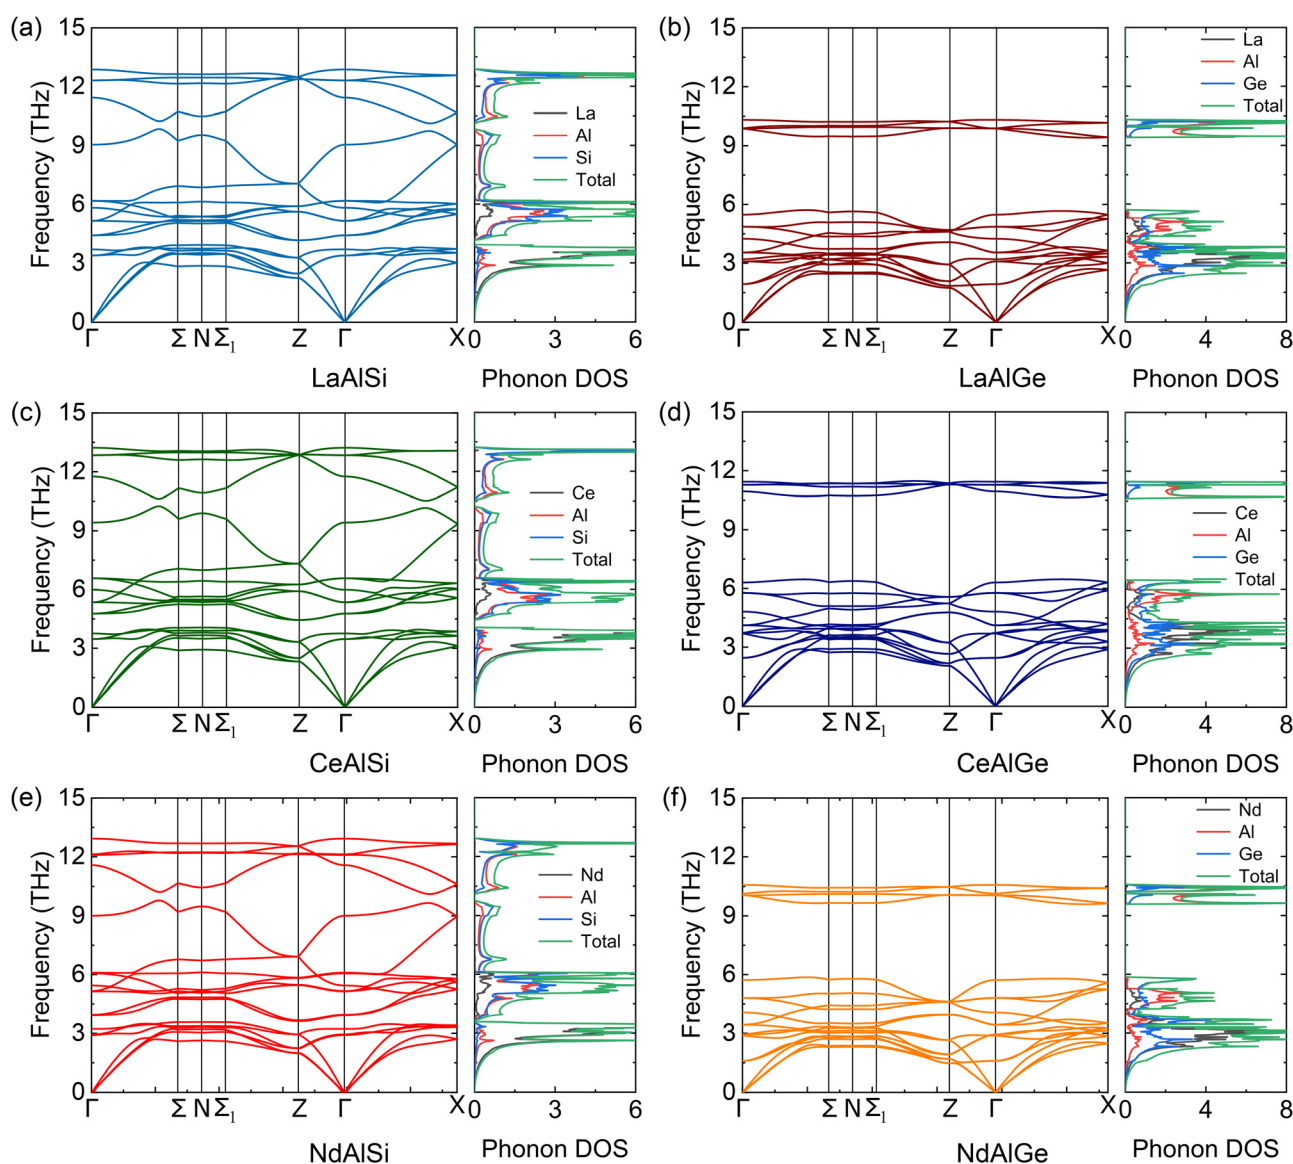 (a)
15
12
9
6
3
0
Frequency (THz)
Γ Σ N Σ1 Z Γ X
LaAlSi
La
Al
Si
Total
0 3 6
Phonon DOS
(b)
15
12
9
6
3
0
Frequency (THz)
Γ Σ N Σ1 Z Γ X
LaAlGe
La
Al
Ge
Total
0 4 8
Phonon DOS
(c)
15
12
9
6
3
0
Frequency (THz)
Γ Σ N Σ1 Z Γ X
CeAlSi
Ce
Al
Si
Total
0 3 6
Phonon DOS
(d)
15
12
9
6
3
0
Frequency (THz)
Γ Σ N Σ1 Z Γ X
CeAlGe
Ce
Al
Ge
Total
0 4 8
Phonon DOS
(e)
15
12
9
6
3
0
Frequency (THz)
Γ Σ N Σ1 Z Γ X
NdAlSi
Nd
Al
Si
Total
0 3 6
Phonon DOS
(f)
15
12
9
6
3
0
Frequency (THz)
Γ Σ N Σ1 Z Γ X
NdAlGe
Nd
Al
Ge
Total
0 4 8
Phonon DOS